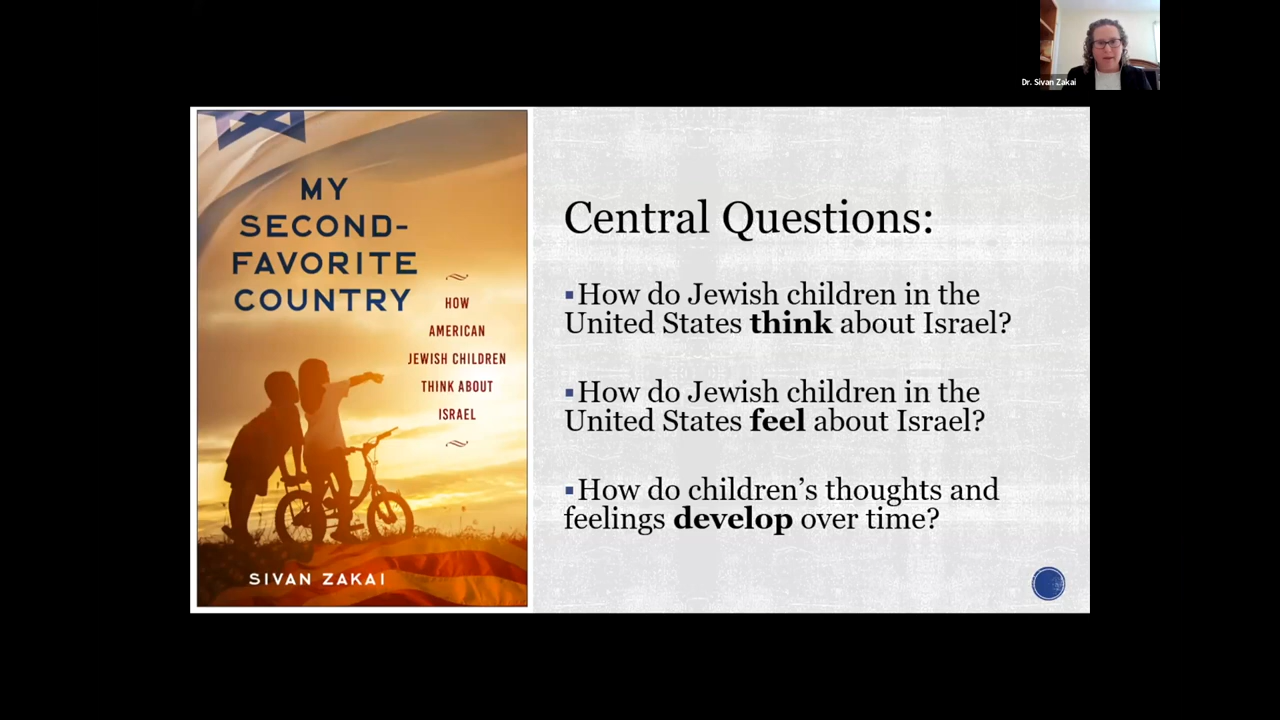 Dr. Sivan Zakai
MY
SECOND-
FAVORITE
COUNTRY
HOW
AMERICAN
JEWISH CHILDREN
THINK ABOUT
ISRAEL
SIVAN ZAKAI
Central Questions:
▪How do Jewish children in the
United States think about Israel?
▪How do Jewish children in the
United States feel about Israel?
▪How do children’s thoughts and
feelings develop over time?